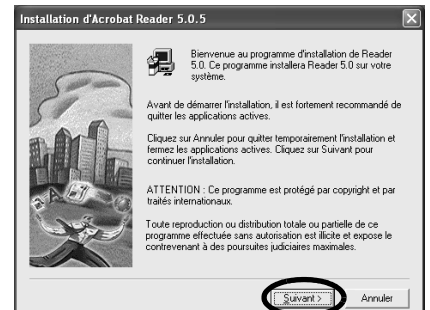 Installation d'Acrobat Reader 5.0.5
Bienvenue au programme d'installation de Reader
5.0. Ce programme installera Reader 5.0 sur votre
système.
Avant de démarrer l'installation, il est fortement recommandé de
quitter les applications actives.
Cliquez sur Annuler pour quitter temporairement l'installation et
fermez les applications actives. Cliquez sur Suivant pour
continuer l'installation.
ATTENTION : Ce programme est protégé par copyright et par
traités internationaux.
Toute reproduction ou distribution totale ou partielle de ce
programme effectuée sans autorisation est illicite et expose le
contrevenant à des poursuites judiciaires maximales.
Suivant >
Annuler